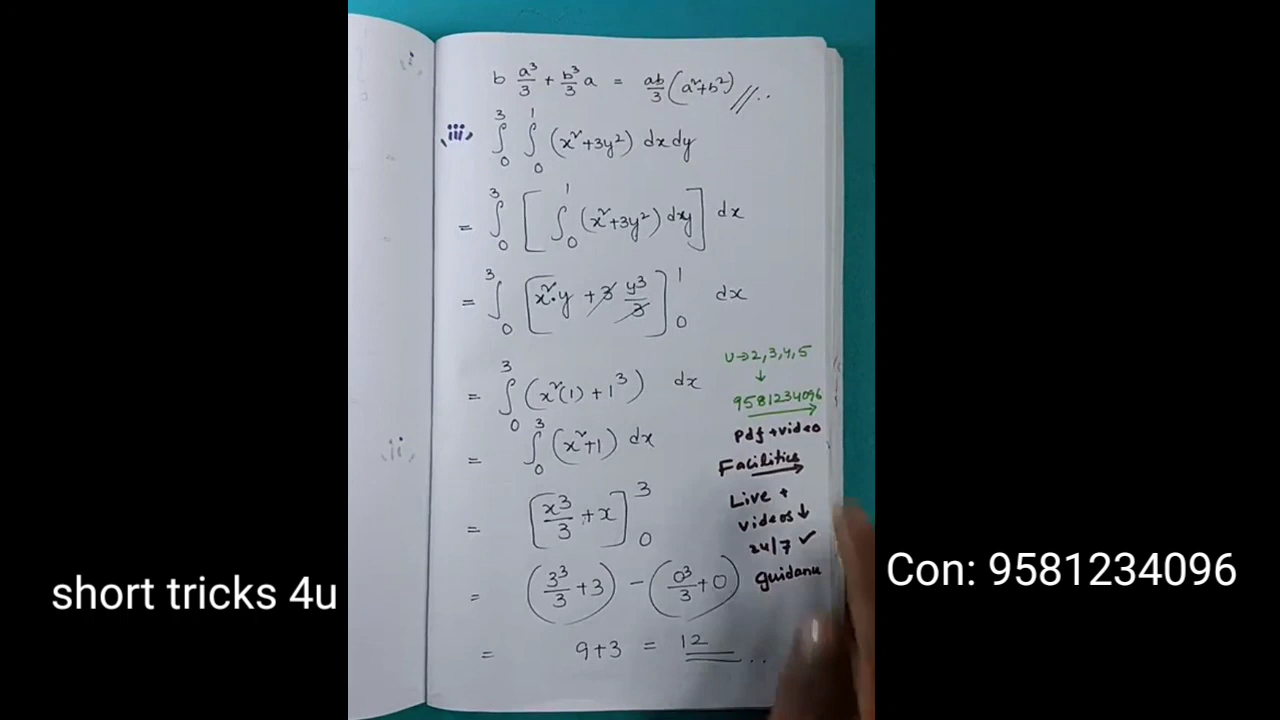 b a³/3 + b³/3 a = ab/3 (a²+b²) //..
iii, ∫₀³ ∫₀¹ (x²+3y²) dxdy
= ∫₀³ [ ∫₀¹ (x²+3y²) dy ] dx
= ∫₀³ [ x²·y + 3 y³/3 ]₀¹ dx
= ∫₀³ (x²(1) + 1³) dx
= ∫₀³ (x²+1) dx
= [ x³/3 + x ]₀³
= (3³/3 + 3) − (0³/3 + 0)
= 9+3 = 12 ..
U→2,3,4,5
↓
9581234096
Pdf + video
Facilities
Live +
videos ↓
24/7 ✓
guidanu
ii
short tricks 4u
Con: 9581234096